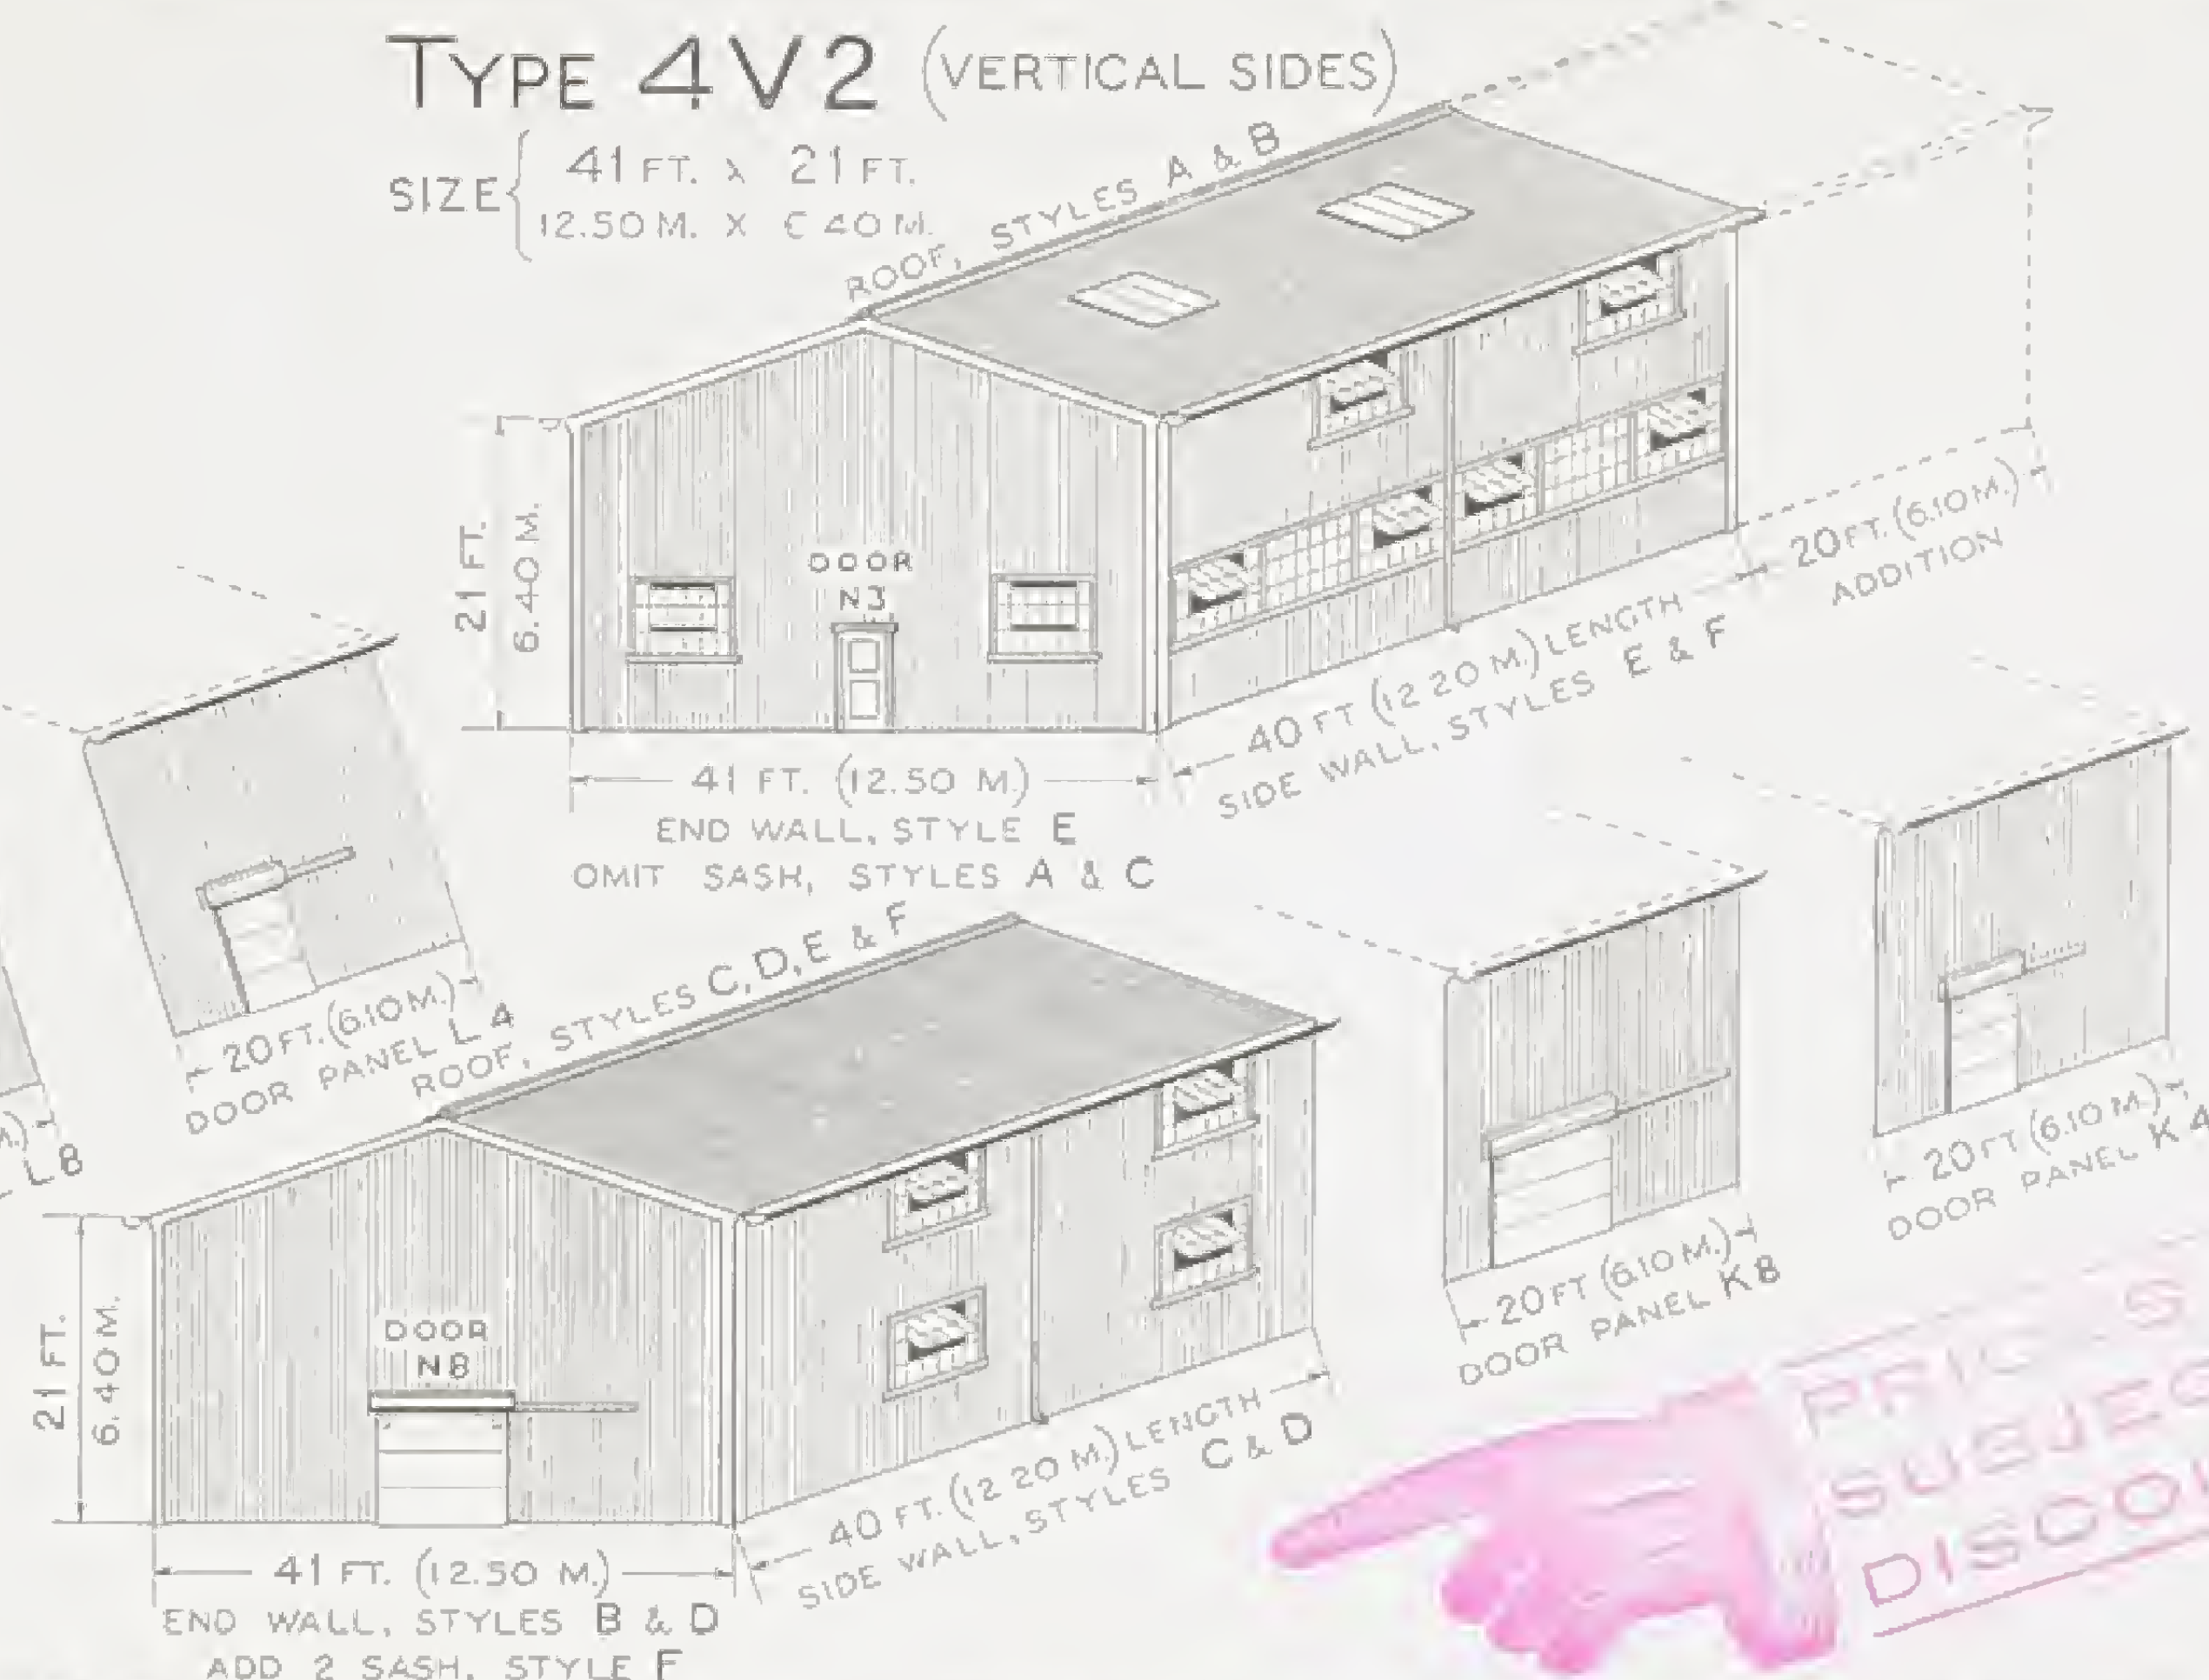 TYPE 4V2 (VERTICAL SIDES)
SIZE
41 FT. X 21 FT.
12.50 M. X 6 40 M.
ROOF, STYLES A & B
21 FT.
6.40 M.
DOOR
N3
41 FT. (12.50 M.)
END WALL, STYLE E
OMIT SASH, STYLES A & C
40 FT (12 20 M.) LENGTH
SIDE WALL, STYLES E & F
20 FT. (6.10 M.)
ADDITION
20 FT. (6.10 M.)
DOOR PANEL L 4
L 8
ROOF, STYLES C, D, E & F
21 FT.
6.40 M.
DOOR
N8
41 FT. (12.50 M.)
END WALL, STYLES B & D
ADD 2 SASH, STYLE F
40 FT. (12 20 M.) LENGTH
SIDE WALL, STYLES C & D
20 FT (6.10 M.)
DOOR PANEL K 8
20 FT (6.10 M.)
DOOR PANEL K 4